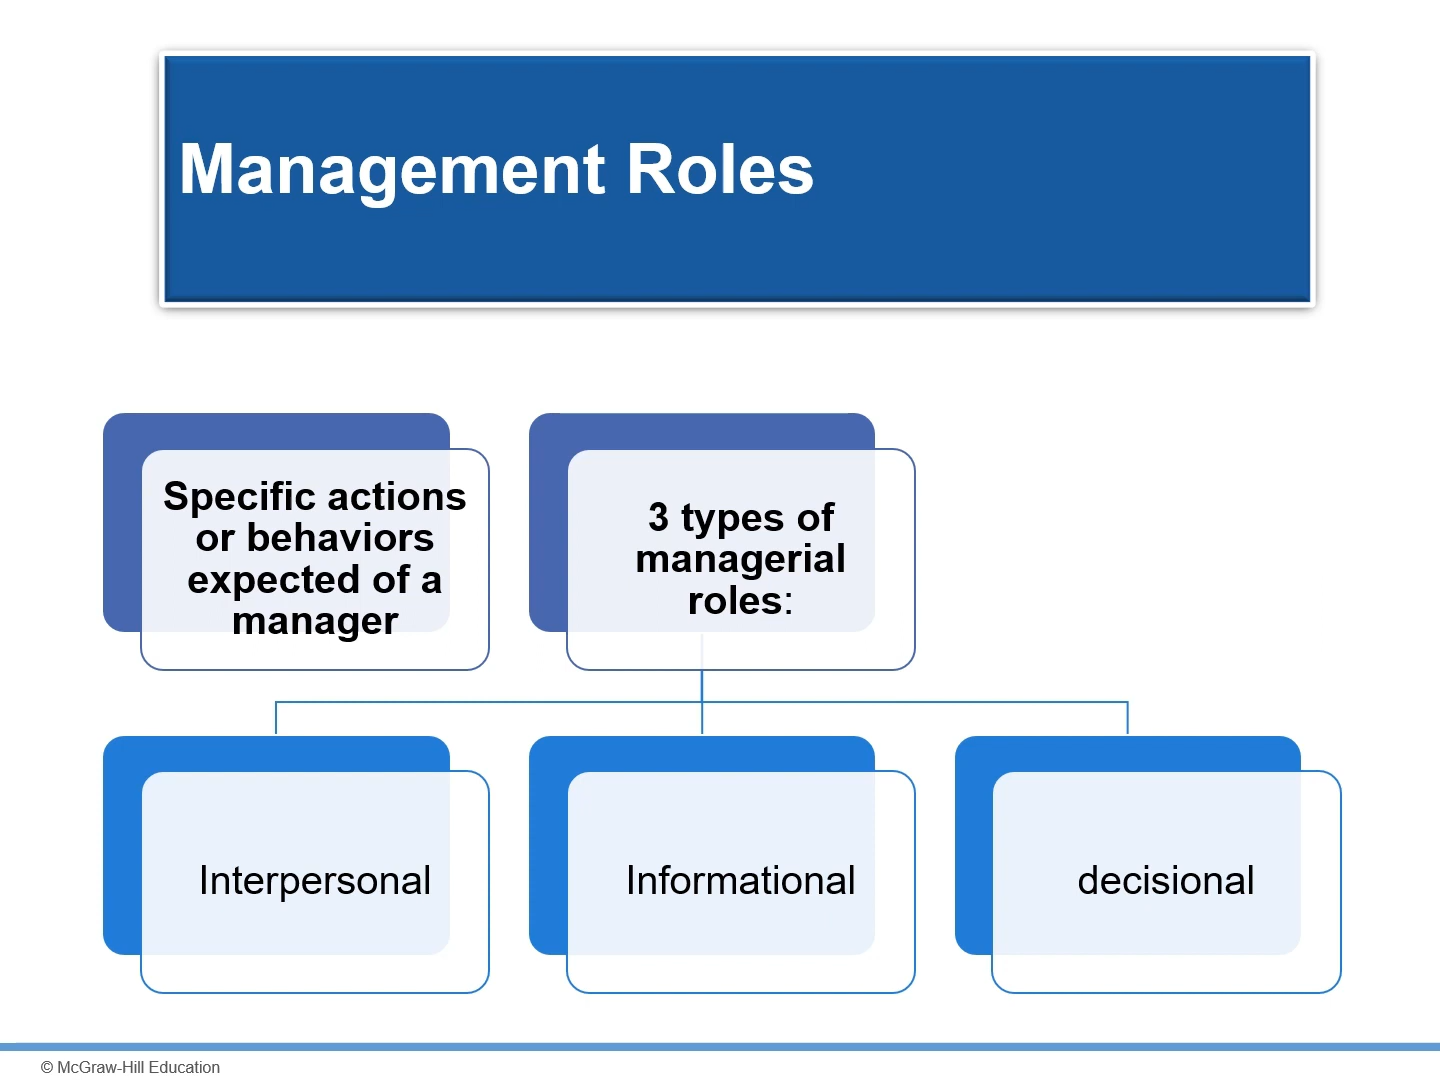 Management Roles
Specific actions
or behaviors
expected of a
manager
3 types of
managerial
roles:
Interpersonal
Informational
decisional
© McGraw-Hill Education